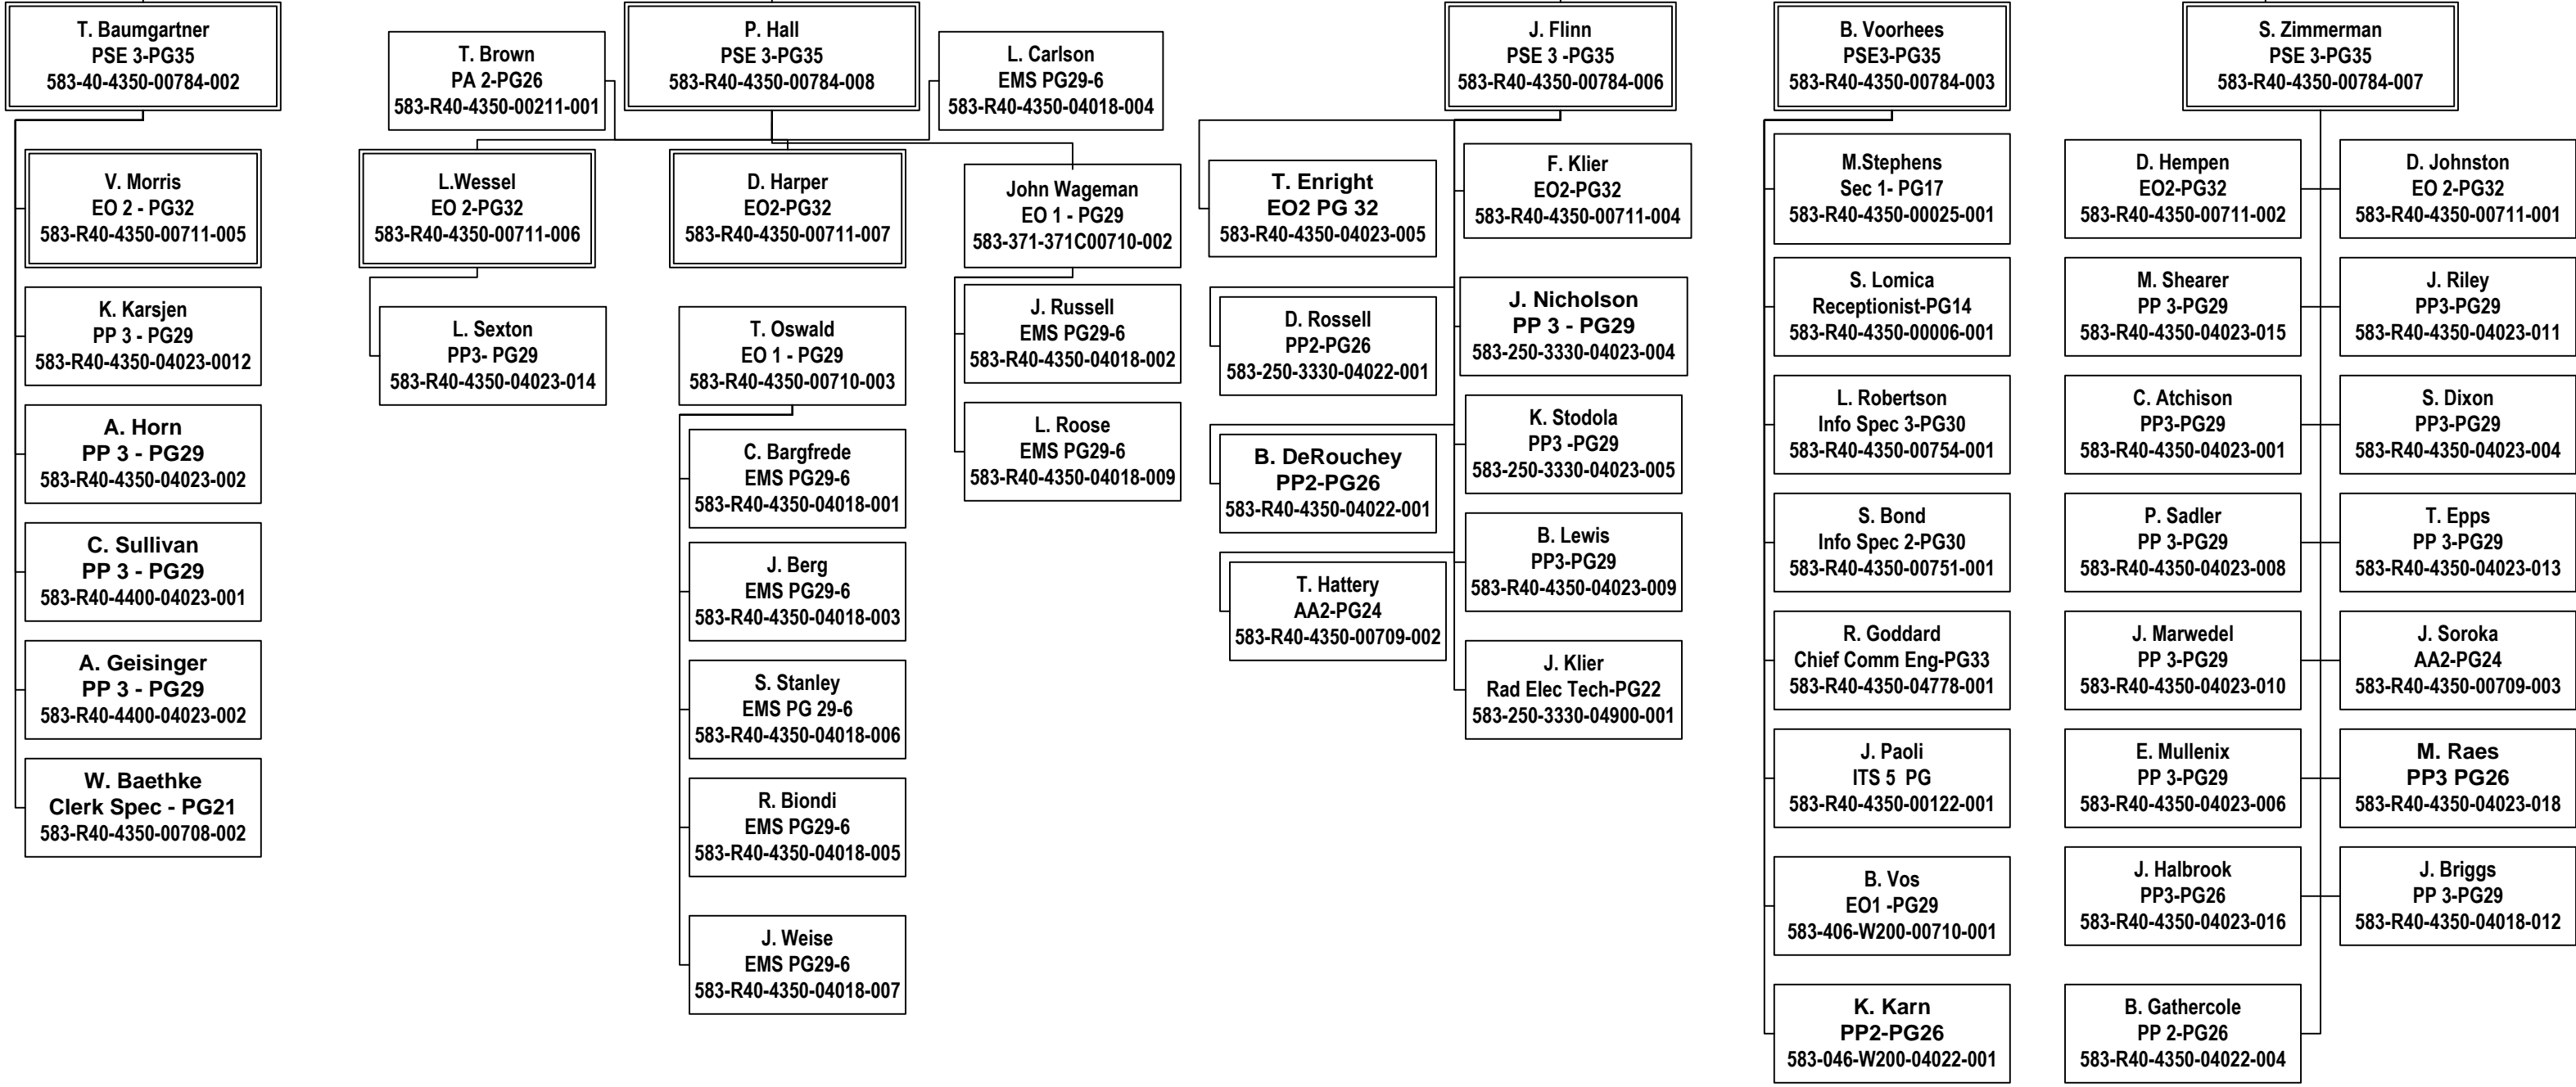 T. Baumgartner
PSE 3-PG35
583-40-4350-00784-002
V. Morris
EO 2 - PG32
583-R40-4350-00711-005
K. Karsjen
PP 3 - PG29
583-R40-4350-04023-0012
A. Horn
PP 3 - PG29
583-R40-4350-04023-002
C. Sullivan
PP 3 - PG29
583-R40-4400-04023-001
A. Geisinger
PP 3 - PG29
583-R40-4400-04023-002
W. Baethke
Clerk Spec - PG21
583-R40-4350-00708-002
T. Brown
PA 2-PG26
583-R40-4350-00211-001
P. Hall
PSE 3-PG35
583-R40-4350-00784-008
L. Carlson
EMS PG29-6
583-R40-4350-04018-004
L.Wessel
EO 2-PG32
583-R40-4350-00711-006
L. Sexton
PP3- PG29
583-R40-4350-04023-014
D. Harper
EO2-PG32
583-R40-4350-00711-007
T. Oswald
EO 1 - PG29
583-R40-4350-00710-003
C. Bargfrede
EMS PG29-6
583-R40-4350-04018-001
J. Berg
EMS PG29-6
583-R40-4350-04018-003
S. Stanley
EMS PG 29-6
583-R40-4350-04018-006
R. Biondi
EMS PG29-6
583-R40-4350-04018-005
J. Weise
EMS PG29-6
583-R40-4350-04018-007
John Wageman
EO 1 - PG29
583-371-371C00710-002
J. Russell
EMS PG29-6
583-R40-4350-04018-002
L. Roose
EMS PG29-6
583-R40-4350-04018-009
J. Flinn
PSE 3 -PG35
583-R40-4350-00784-006
T. Enright
EO2 PG 32
583-R40-4350-04023-005
D. Rossell
PP2-PG26
583-250-3330-04022-001
B. DeRouchey
PP2-PG26
583-R40-4350-04022-001
T. Hattery
AA2-PG24
583-R40-4350-00709-002
F. Klier
EO2-PG32
583-R40-4350-00711-004
J. Nicholson
PP 3 - PG29
583-250-3330-04023-004
K. Stodola
PP3 -PG29
583-250-3330-04023-005
B. Lewis
PP3-PG29
583-R40-4350-04023-009
J. Klier
Rad Elec Tech-PG22
583-250-3330-04900-001
B. Voorhees
PSE3-PG35
583-R40-4350-00784-003
M.Stephens
Sec 1- PG17
583-R40-4350-00025-001
S. Lomica
Receptionist-PG14
583-R40-4350-00006-001
L. Robertson
Info Spec 3-PG30
583-R40-4350-00754-001
S. Bond
Info Spec 2-PG30
583-R40-4350-00751-001
R. Goddard
Chief Comm Eng-PG33
583-R40-4350-04778-001
J. Paoli
ITS 5 PG
583-R40-4350-00122-001
B. Vos
EO1 -PG29
583-406-W200-00710-001
K. Karn
PP2-PG26
583-046-W200-04022-001
S. Zimmerman
PSE 3-PG35
583-R40-4350-00784-007
D. Hempen
EO2-PG32
583-R40-4350-00711-002
D. Johnston
EO 2-PG32
583-R40-4350-00711-001
M. Shearer
PP 3-PG29
583-R40-4350-04023-015
J. Riley
PP3-PG29
583-R40-4350-04023-011
C. Atchison
PP3-PG29
583-R40-4350-04023-001
S. Dixon
PP3-PG29
583-R40-4350-04023-004
P. Sadler
PP 3-PG29
583-R40-4350-04023-008
T. Epps
PP 3-PG29
583-R40-4350-04023-013
J. Marwedel
PP 3-PG29
583-R40-4350-04023-010
J. Soroka
AA2-PG24
583-R40-4350-00709-003
E. Mullenix
PP 3-PG29
583-R40-4350-04023-006
M. Raes
PP3 PG26
583-R40-4350-04023-018
J. Halbrook
PP3-PG26
583-R40-4350-04023-016
J. Briggs
PP 3-PG29
583-R40-4350-04018-012
B. Gathercole
PP 2-PG26
583-R40-4350-04022-004